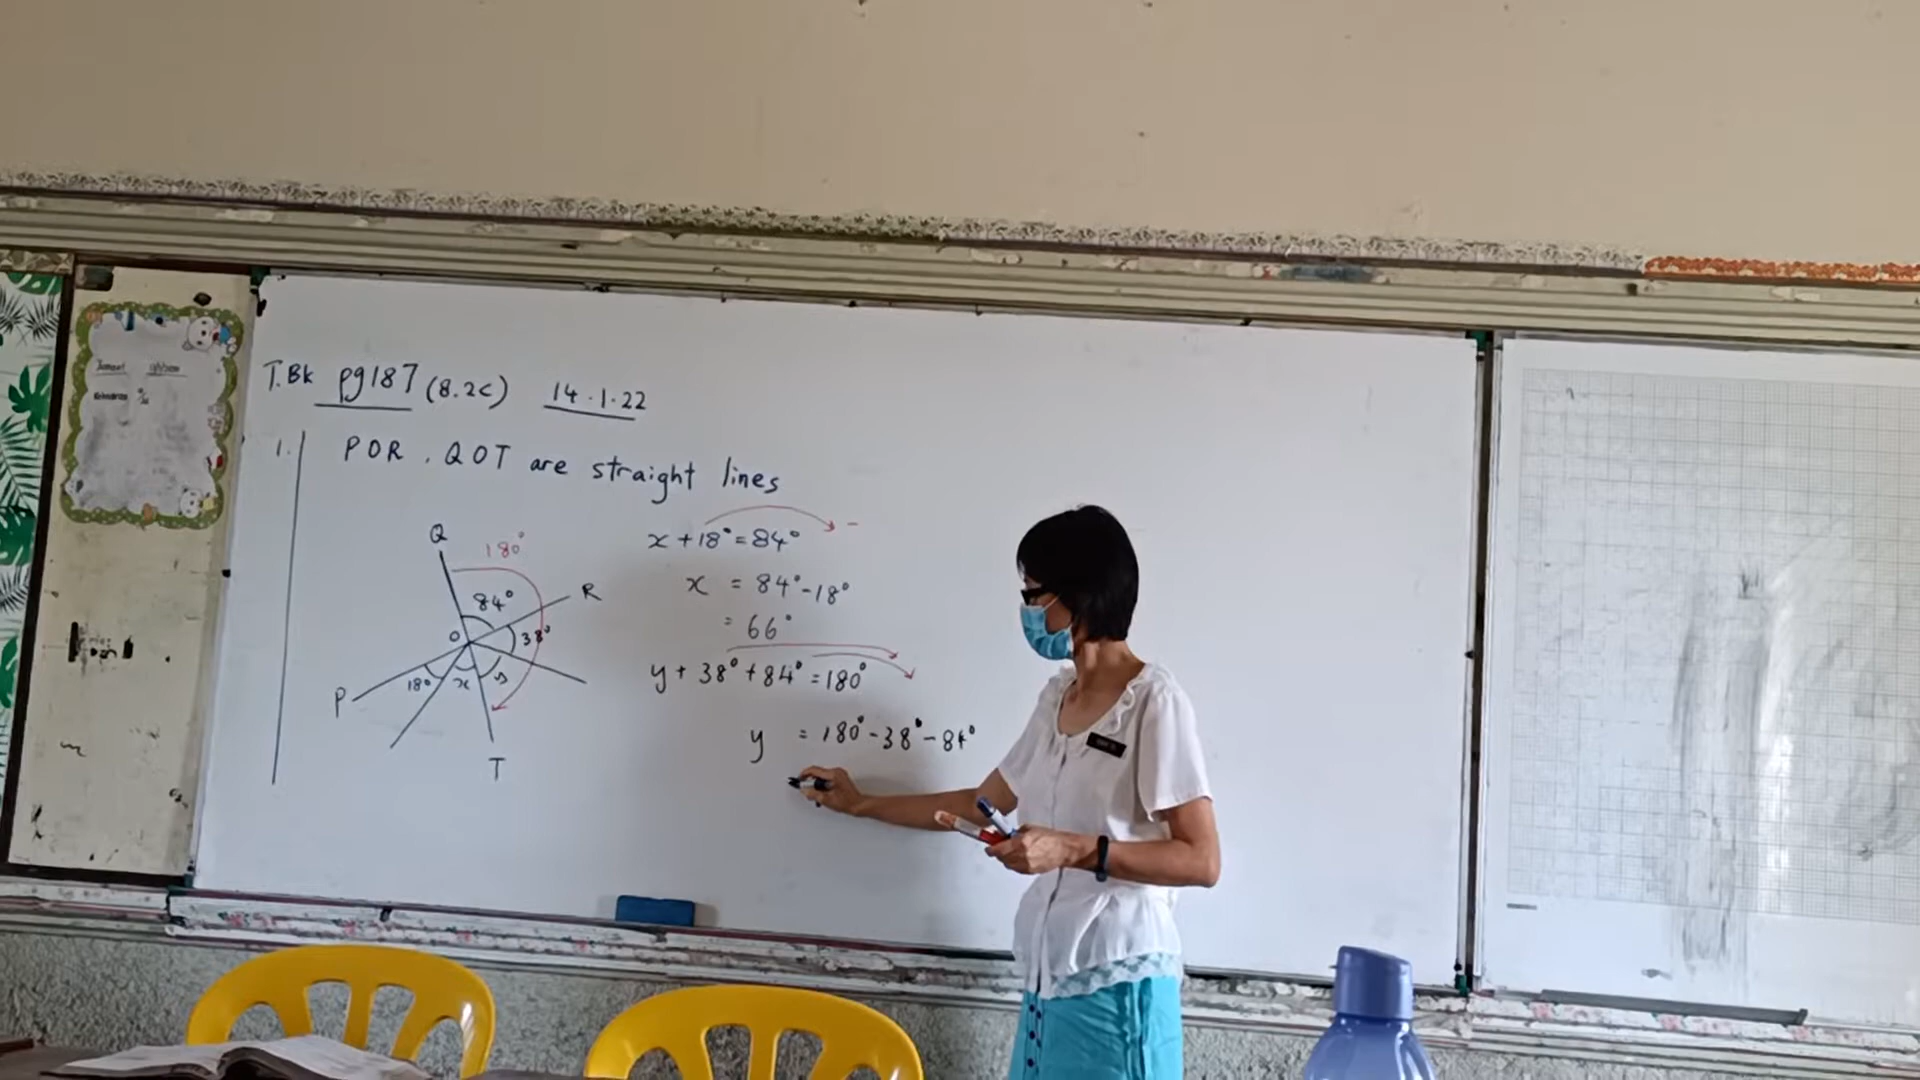 T.Bk pg187 (8.2c) 14.1.22
1. POR, QOT are straight lines
Q
180°
84°
R
O
38°
P
18°
x
y
T
x + 18° = 84° -
x = 84° - 18°
= 66°
y + 38° + 84° = 180°
y = 180° - 38° - 84°